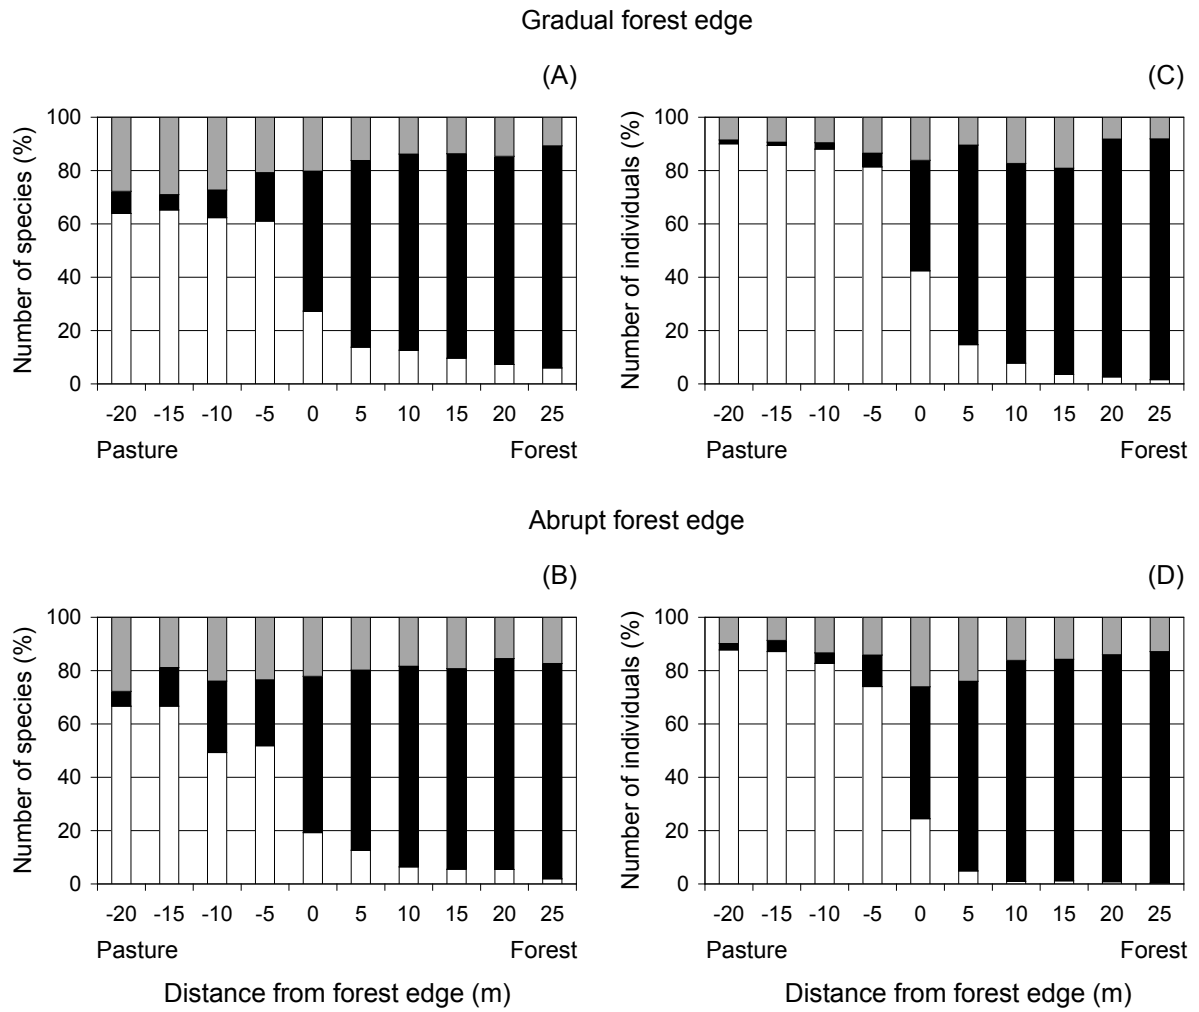 Gradual forest edge
(A)
Number of species (%)
100
80
60
40
20
0
-20 -15 -10 -5 0 5 10 15 20 25
Pasture Forest
(C)
Number of individuals (%)
100
80
60
40
20
0
-20 -15 -10 -5 0 5 10 15 20 25
Pasture Forest
Abrupt forest edge
(B)
Number of species (%)
100
80
60
40
20
0
-20 -15 -10 -5 0 5 10 15 20 25
Pasture Forest
Distance from forest edge (m)
(D)
Number of individuals (%)
100
80
60
40
20
0
-20 -15 -10 -5 0 5 10 15 20 25
Pasture Forest
Distance from forest edge (m)